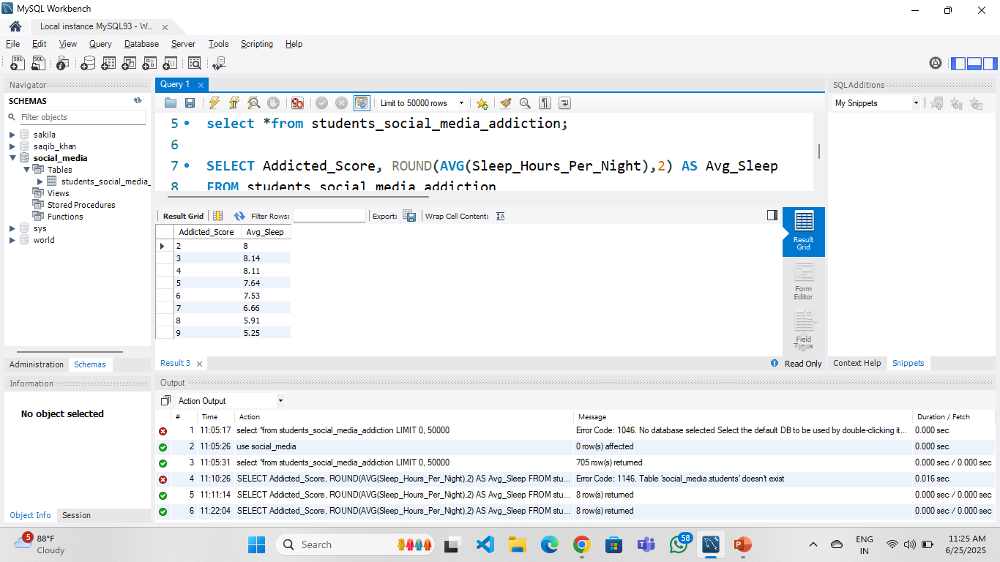 MySQL Workbench
Local instance MySQL93 - W...
File Edit View Query Database Server Tools Scripting Help
Navigator
SCHEMAS
Filter objects
sakila
saqib_khan
social_media
Tables
students_social_media_
Views
Stored Procedures
Functions
sys
world
Administration Schemas
Information
No object selected
Object Info Session
Query 1
Limit to 50000 rows
5 select *from students_social_media_addiction;
6
7 SELECT Addicted_Score, ROUND(AVG(Sleep_Hours_Per_Night),2) AS Avg_Sleep
8 FROM students_social_media_addiction
Result Grid Filter Rows: Export: Wrap Cell Content:
Addicted_Score Avg_Sleep
2 8
3 8.14
4 8.11
5 7.64
6 7.53
7 6.66
8 5.91
9 5.25
Result Grid
Form Editor
Field Types
Result 3 Read Only
SQLAdditions
My Snippets
Context Help Snippets
Output
Action Output
# Time Action Message Duration / Fetch
1 11:05:17 select *from students_social_media_addiction LIMIT 0, 50000 Error Code: 1046. No database selected Select the default DB to be used by double-clicking it... 0.000 sec
2 11:05:26 use social_media 0 row(s) affected 0.000 sec
3 11:05:31 select *from students_social_media_addiction LIMIT 0, 50000 705 row(s) returned 0.000 sec / 0.000 sec
4 11:10:26 SELECT Addicted_Score, ROUND(AVG(Sleep_Hours_Per_Night),2) AS Avg_Sleep FROM stu... Error Code: 1146. Table 'social_media.students' doesn't exist 0.016 sec
5 11:11:14 SELECT Addicted_Score, ROUND(AVG(Sleep_Hours_Per_Night),2) AS Avg_Sleep FROM stu... 8 row(s) returned 0.000 sec / 0.000 sec
6 11:22:04 SELECT Addicted_Score, ROUND(AVG(Sleep_Hours_Per_Night),2) AS Avg_Sleep FROM stu... 8 row(s) returned 0.000 sec / 0.000 sec
5
88°F
Cloudy
Search
58
ENG
IN
11:25 AM
6/25/2025